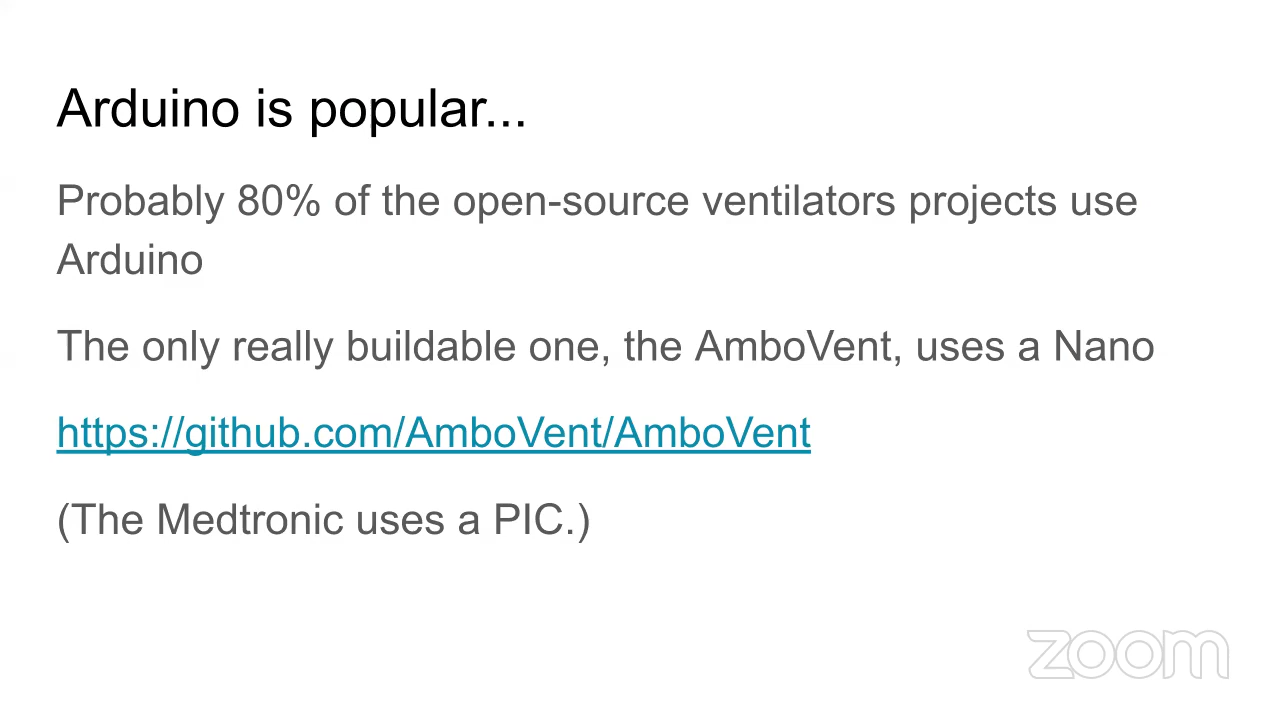 Arduino is popular...
Probably 80% of the open-source ventilators projects use
Arduino
The only really buildable one, the AmboVent, uses a Nano
https://github.com/AmboVent/AmboVent
(The Medtronic uses a PIC.)
zoom